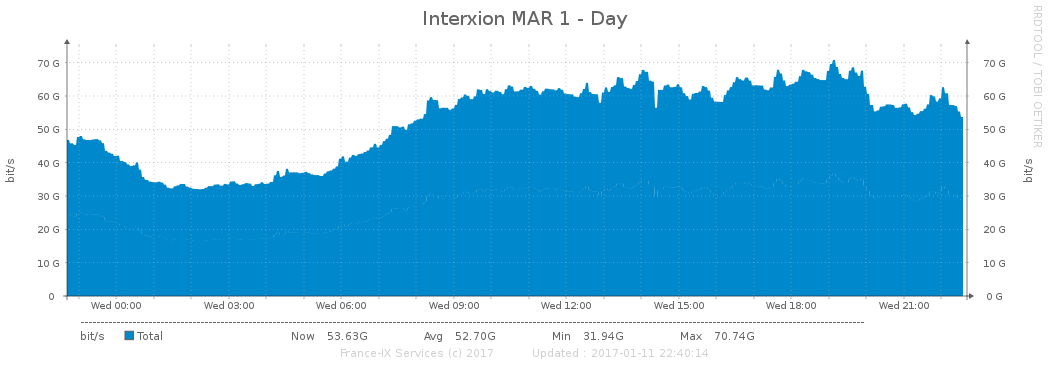 Interxion MAR 1 - Day
RRDTOOL / TOBI OETIKER
bit/s
70 G 70 G
60 G 60 G
50 G 50 G
40 G 40 G
30 G 30 G
20 G 20 G
10 G 10 G
0 0 G
bit/s
Wed 00:00 Wed 03:00 Wed 06:00 Wed 09:00 Wed 12:00 Wed 15:00 Wed 18:00 Wed 21:00
bit/s Total Now 53.63G Avg 52.70G Min 31.94G Max 70.74G
France-IX Services (c) 2017 Updated : 2017-01-11 22:40:14